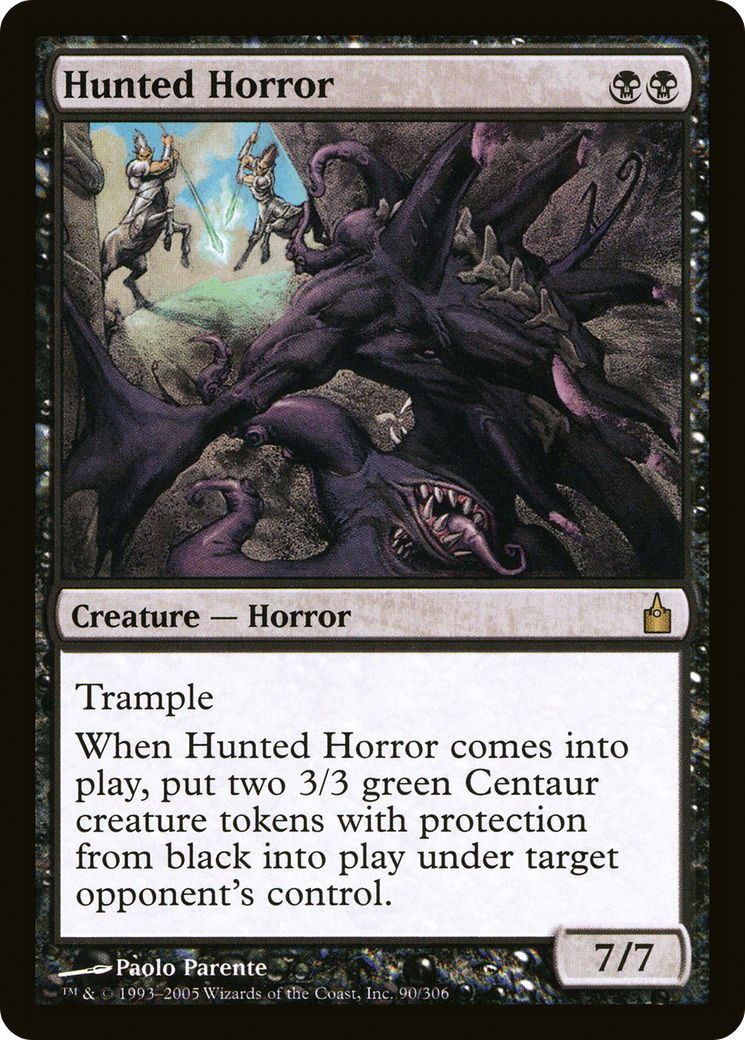 Hunted Horror
Creature — Horror
Trample
When Hunted Horror comes into
play, put two 3/3 green Centaur
creature tokens with protection
from black into play under target
opponent's control.
7/7
Paolo Parente
™ & © 1993–2005 Wizards of the Coast, Inc. 90/306